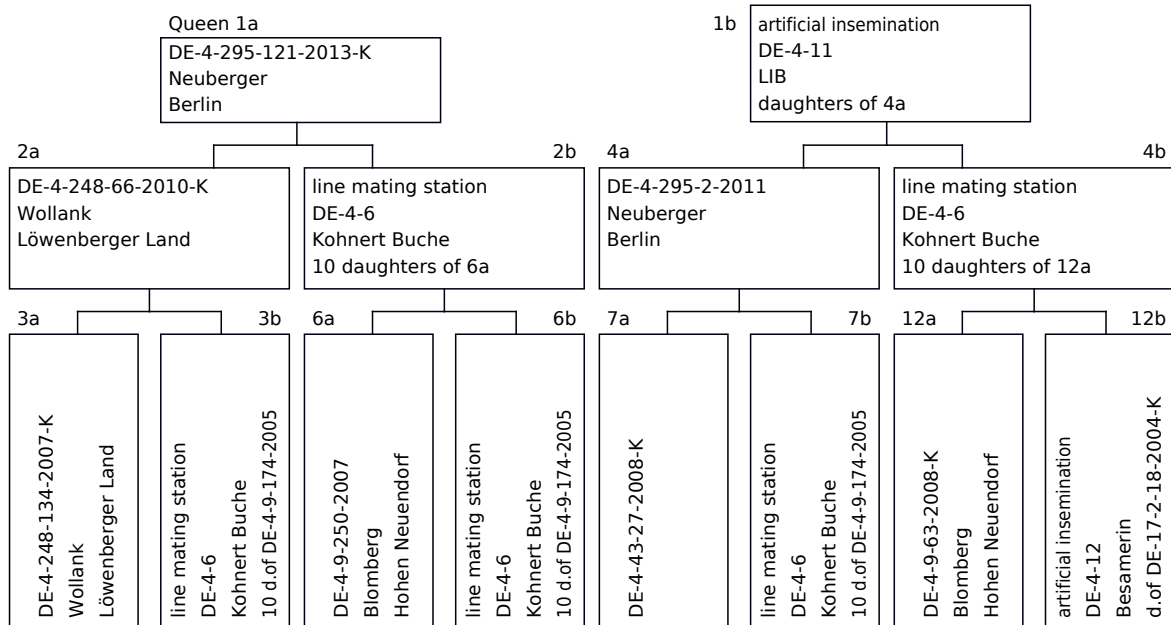 Queen 1a
DE-4-295-121-2013-K
Neuberger
Berlin
1b
artificial insemination
DE-4-11
LIB
daughters of 4a
2a
DE-4-248-66-2010-K
Wollank
Löwenberger Land
2b
line mating station
DE-4-6
Kohnert Buche
10 daughters of 6a
4a
DE-4-295-2-2011
Neuberger
Berlin
4b
line mating station
DE-4-6
Kohnert Buche
10 daughters of 12a
3a
DE-4-248-134-2007-K
Wollank
Löwenberger Land
3b
line mating station
DE-4-6
Kohnert Buche
10 d.of DE-4-9-174-2005
6a
DE-4-9-250-2007
Blomberg
Hohen Neuendorf
6b
line mating station
DE-4-6
Kohnert Buche
10 d.of DE-4-9-174-2005
7a
DE-4-43-27-2008-K
7b
line mating station
DE-4-6
Kohnert Buche
10 d.of DE-4-9-174-2005
12a
DE-4-9-63-2008-K
Blomberg
Hohen Neuendorf
12b
artificial insemination
DE-4-12
Besamerin
d.of DE-17-2-18-2004-K